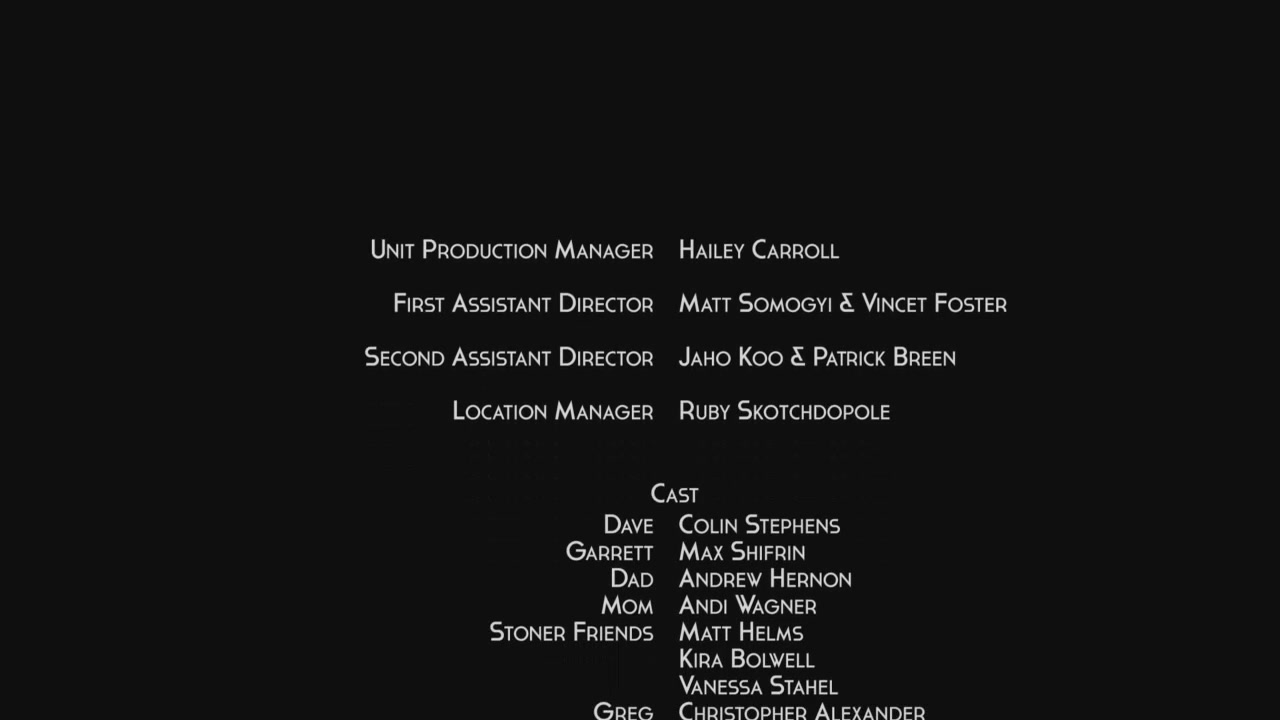 Unit Production Manager Hailey Carroll
First Assistant Director Matt Somogyi & Vincet Foster
Second Assistant Director Jaho Koo & Patrick Breen
Location Manager Ruby Skotchdopole
Cast
Dave Colin Stephens
Garrett Max Shifrin
Dad Andrew Hernon
Mom Andi Wagner
Stoner Friends Matt Helms
Kira Bolwell
Vanessa Stahel
Greg Christopher Alexander